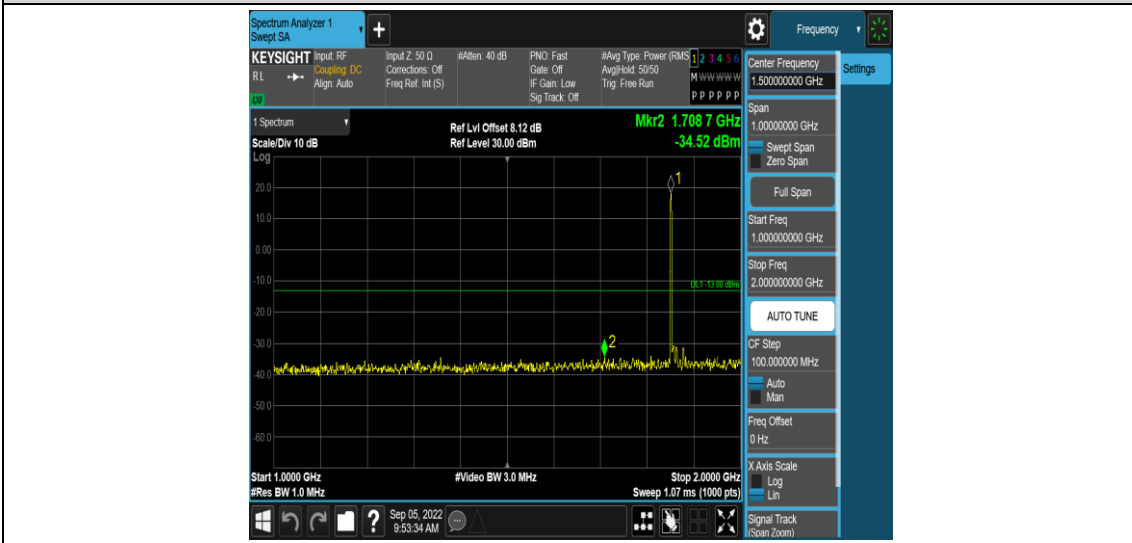 Spectrum Analyzer 1
Swept SA
+
Frequency
KEYSIGHT
RL
LXI
Input: RF
Coupling: DC
Align: Auto
Input Z: 50 Ω
Corrections: Off
Freq Ref: Int (S)
#Atten: 40 dB
PNO: Fast
Gate: Off
IF Gain: Low
Sig Track: Off
#Avg Type: Power (RMS
Avg|Hold: 50/50
Trig: Free Run
1 2 3 4 5 6
M W W W W W
P P P P P P
Settings
1 Spectrum
Scale/Div 10 dB
Log
Ref Lvl Offset 8.12 dB
Ref Level 30.00 dBm
Mkr2 1.708 7 GHz
-34.52 dBm
1
20.0
10.0
0.00
-10.0
DL1 -13.00 dBm
-20.0
-30.0
2
-40.0
-50.0
-60.0
Start 1.0000 GHz
#Res BW 1.0 MHz
#Video BW 3.0 MHz
Stop 2.0000 GHz
Sweep 1.07 ms (1000 pts)
Center Frequency
1.500000000 GHz
Span
1.00000000 GHz
Swept Span
Zero Span
Full Span
Start Freq
1.000000000 GHz
Stop Freq
2.000000000 GHz
AUTO TUNE
CF Step
100.000000 MHz
Auto
Man
Freq Offset
0 Hz
X Axis Scale
Log
Lin
Signal Track
(Span Zoom)
?
Sep 05, 2022
9:53:34 AM